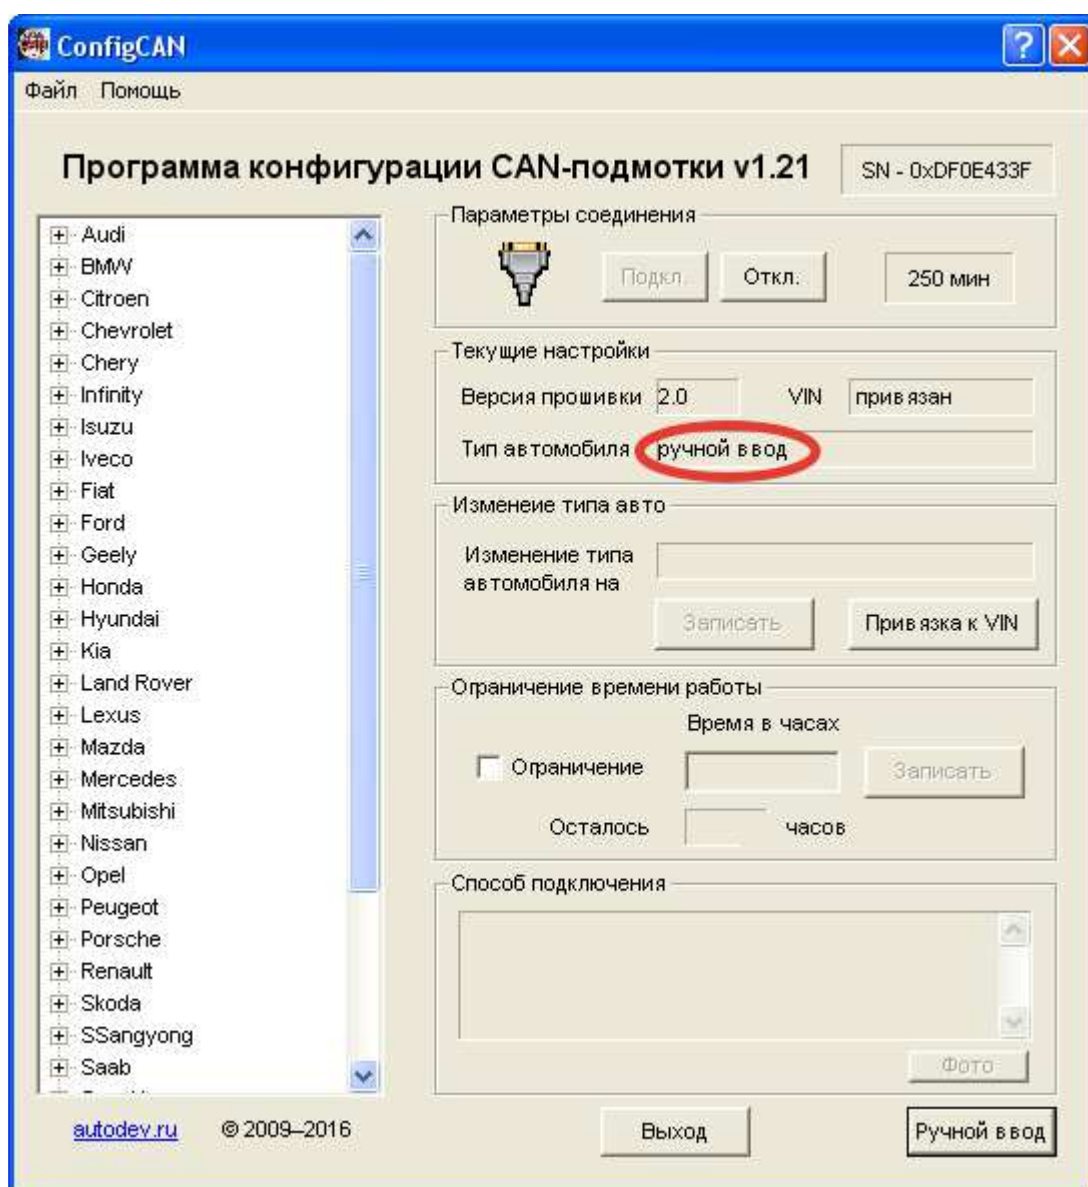 ConfigCAN
Файл Помощь
Программа конфигурации CAN-подмотки v1.21
SN - 0xDF0E433F
Audi
BMW
Citroen
Chevrolet
Chery
Infinity
Isuzu
Iveco
Fiat
Ford
Geely
Honda
Hyundai
Kia
Land Rover
Lexus
Mazda
Mercedes
Mitsubishi
Nissan
Opel
Peugeot
Porsche
Renault
Skoda
SSangyong
Saab
Параметры соединения
Подкл. Откл. 250 мин
Текущие настройки
Версия прошивки 2.0 VIN привязан
Тип автомобиля ручной ввод
Изменеие типа авто
Изменение типа
автомобиля на
Записать Привязка к VIN
Ограничение времени работы
Время в часах
Ограничение Записать
Осталось часов
Способ подключения
Фото
autodev.ru © 2009–2016 Выход Ручной ввод